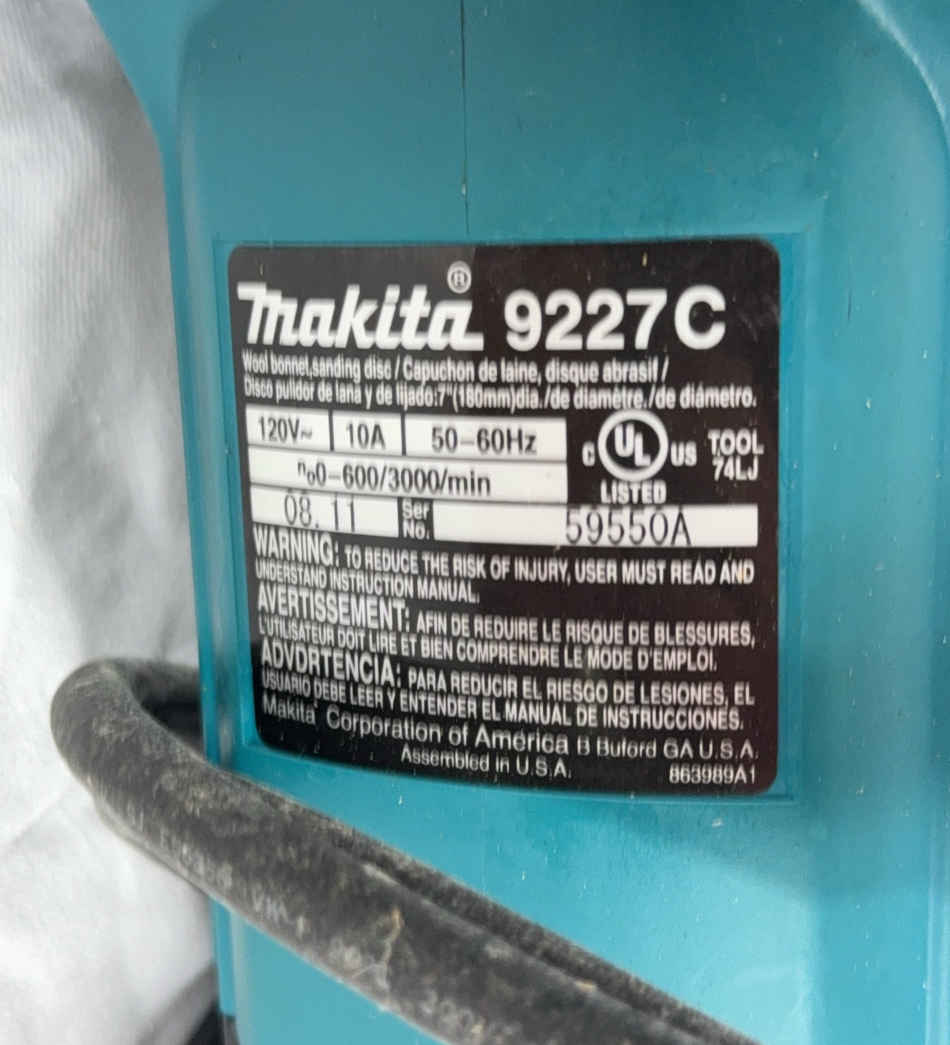 makita® 9227C
Wool bonnet,sanding disc / Capuchon de laine, disque abrasif /
Disco pulidor de lana y de lijado:7"(180mm)dia./de diametre./de diámetro.
120V~ 10A 50-60Hz
n₀0-600/3000/min
C UL US LISTED
TOOL 74LJ
08. 11 Ser No. 59550A
WARNING: TO REDUCE THE RISK OF INJURY, USER MUST READ AND
UNDERSTAND INSTRUCTION MANUAL.
AVERTISSEMENT: AFIN DE REDUIRE LE RISQUE DE BLESSURES,
L'UTILISATEUR DOIT LIRE ET BIEN COMPRENDRE LE MODE D'EMPLOI.
ADVDRTENCIA: PARA REDUCIR EL RIESGO DE LESIONES, EL
USUARIO DEBE LEER Y ENTENDER EL MANUAL DE INSTRUCCIONES.
Makita Corporation of America B Buford GA U.S.A.
Assembled in U.S.A. 863989A1